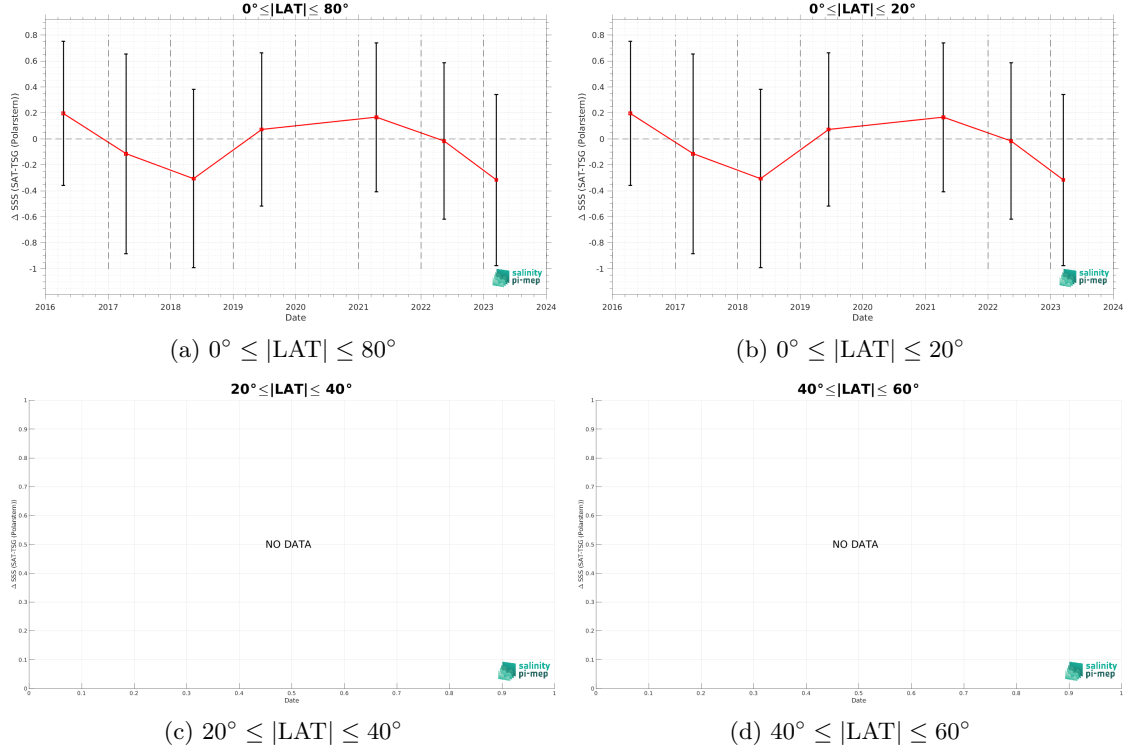 0°≤|LAT|≤ 80°
Δ SSS (SAT-TSG (Polarstern))
0.8
0.6
0.4
0.2
0
-0.2
-0.4
-0.6
-0.8
-1
2016 2017 2018 2019 2020 2021 2022 2023 2024
Date
salinity
pi-mep
(a) 0° ≤ |LAT| ≤ 80°
0°≤|LAT|≤ 20°
Δ SSS (SAT-TSG (Polarstern))
0.8
0.6
0.4
0.2
0
-0.2
-0.4
-0.6
-0.8
-1
2016 2017 2018 2019 2020 2021 2022 2023 2024
Date
salinity
pi-mep
(b) 0° ≤ |LAT| ≤ 20°
20°≤|LAT|≤ 40°
Δ SSS (SAT-TSG (Polarstern))
1
0.9
0.8
0.7
0.6
0.5
0.4
0.3
0.2
0.1
0
NO DATA
0 0.1 0.2 0.3 0.4 0.5 0.6 0.7 0.8 0.9 1
Date
salinity
pi-mep
(c) 20° ≤ |LAT| ≤ 40°
40°≤|LAT|≤ 60°
Δ SSS (SAT-TSG (Polarstern))
1
0.9
0.8
0.7
0.6
0.5
0.4
0.3
0.2
0.1
0
NO DATA
0 0.1 0.2 0.3 0.4 0.5 0.6 0.7 0.8 0.9 1
Date
salinity
pi-mep
(d) 40° ≤ |LAT| ≤ 60°